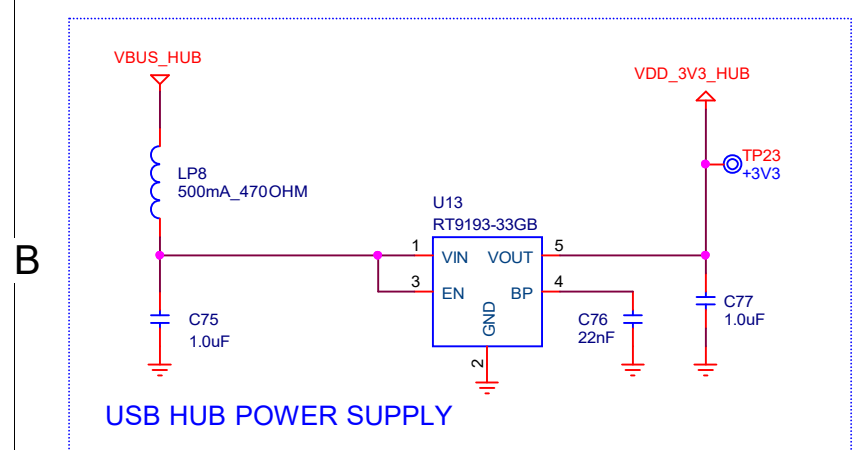 VBUS_HUB
VDD_3V3_HUB
TP23
+3V3
LP8
500mA_470OHM
U13
RT9193-33GB
B
1
VIN
VOUT
5
3
EN
BP
4
GND
2
C75
1.0uF
C76
22nF
C77
1.0uF
USB HUB POWER SUPPLY